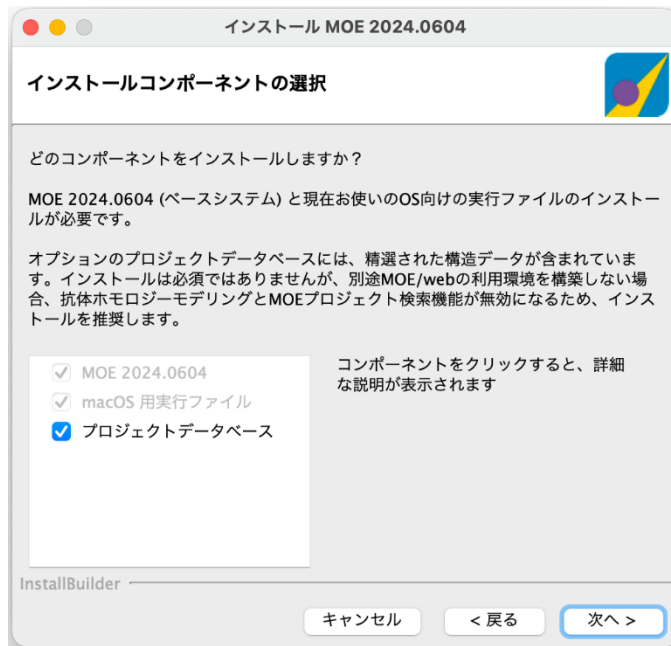 インストール MOE 2024.0604
インストールコンポーネントの選択
どのコンポーネントをインストールしますか？
MOE 2024.0604 (ベースシステム) と現在お使いのOS向けの実行ファイルのインストー
ルが必要です。
オプションのプロジェクトデータベースには、精選された構造データが含まれていま
す。インストールは必須ではありませんが、別途MOE/webの利用環境を構築しない場
合、抗体ホモロジーモデリングとMOEプロジェクト検索機能が無効になるため、インス
トールを推奨します。
MOE 2024.0604
macOS 用実行ファイル
プロジェクトデータベース
コンポーネントをクリックすると、詳細
な説明が表示されます
InstallBuilder
キャンセル
< 戻る
次へ >